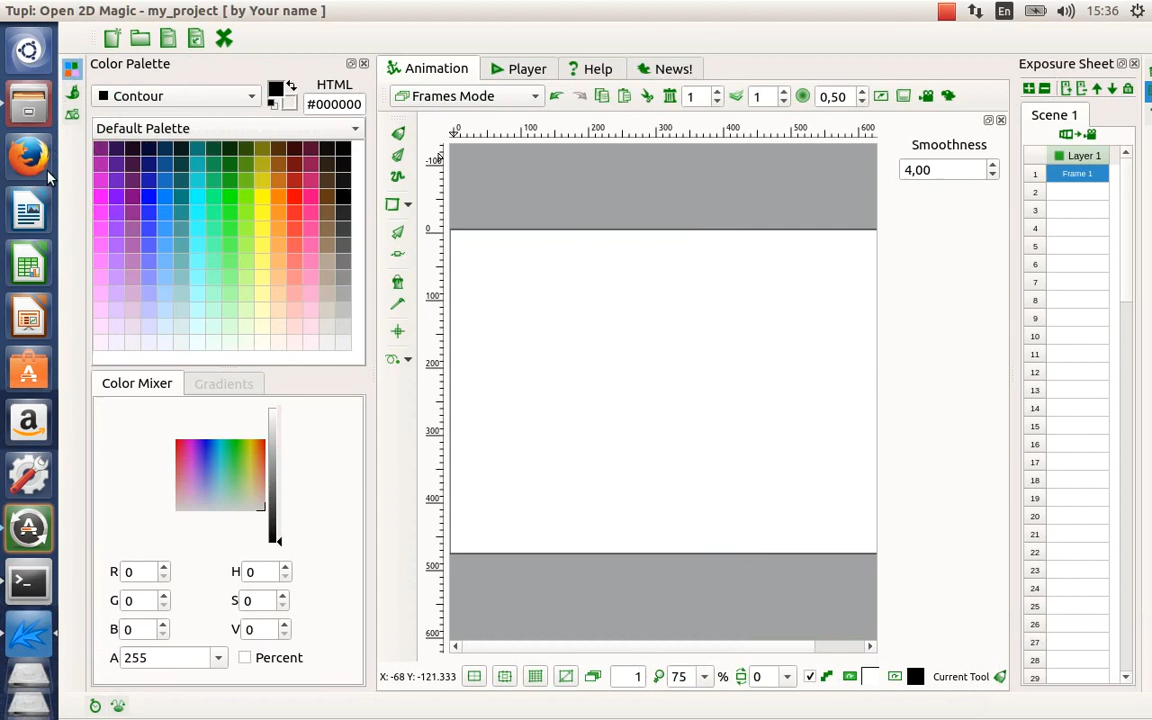 Tupi: Open 2D Magic - my_project [ by Your name ]
En
15:36
Color Palette
Contour
HTML
#000000
Default Palette
Color Mixer
Gradients
R 0
H 0
G 0
S 0
B 0
V 0
A 255
Percent
Animation
Player
Help
News!
Frames Mode
1
1
0,50
0 100 200 300 400 500 600
-100
0
100
200
300
400
500
600
Smoothness
4,00
X: -68 Y: -121.333
1
75
%
0
Current Tool
Exposure Sheet
Scene 1
Layer 1
1 Frame 1
2
3
4
5
6
7
8
9
10
11
12
13
14
15
16
17
18
19
20
21
22
23
24
25
26
27
28
29